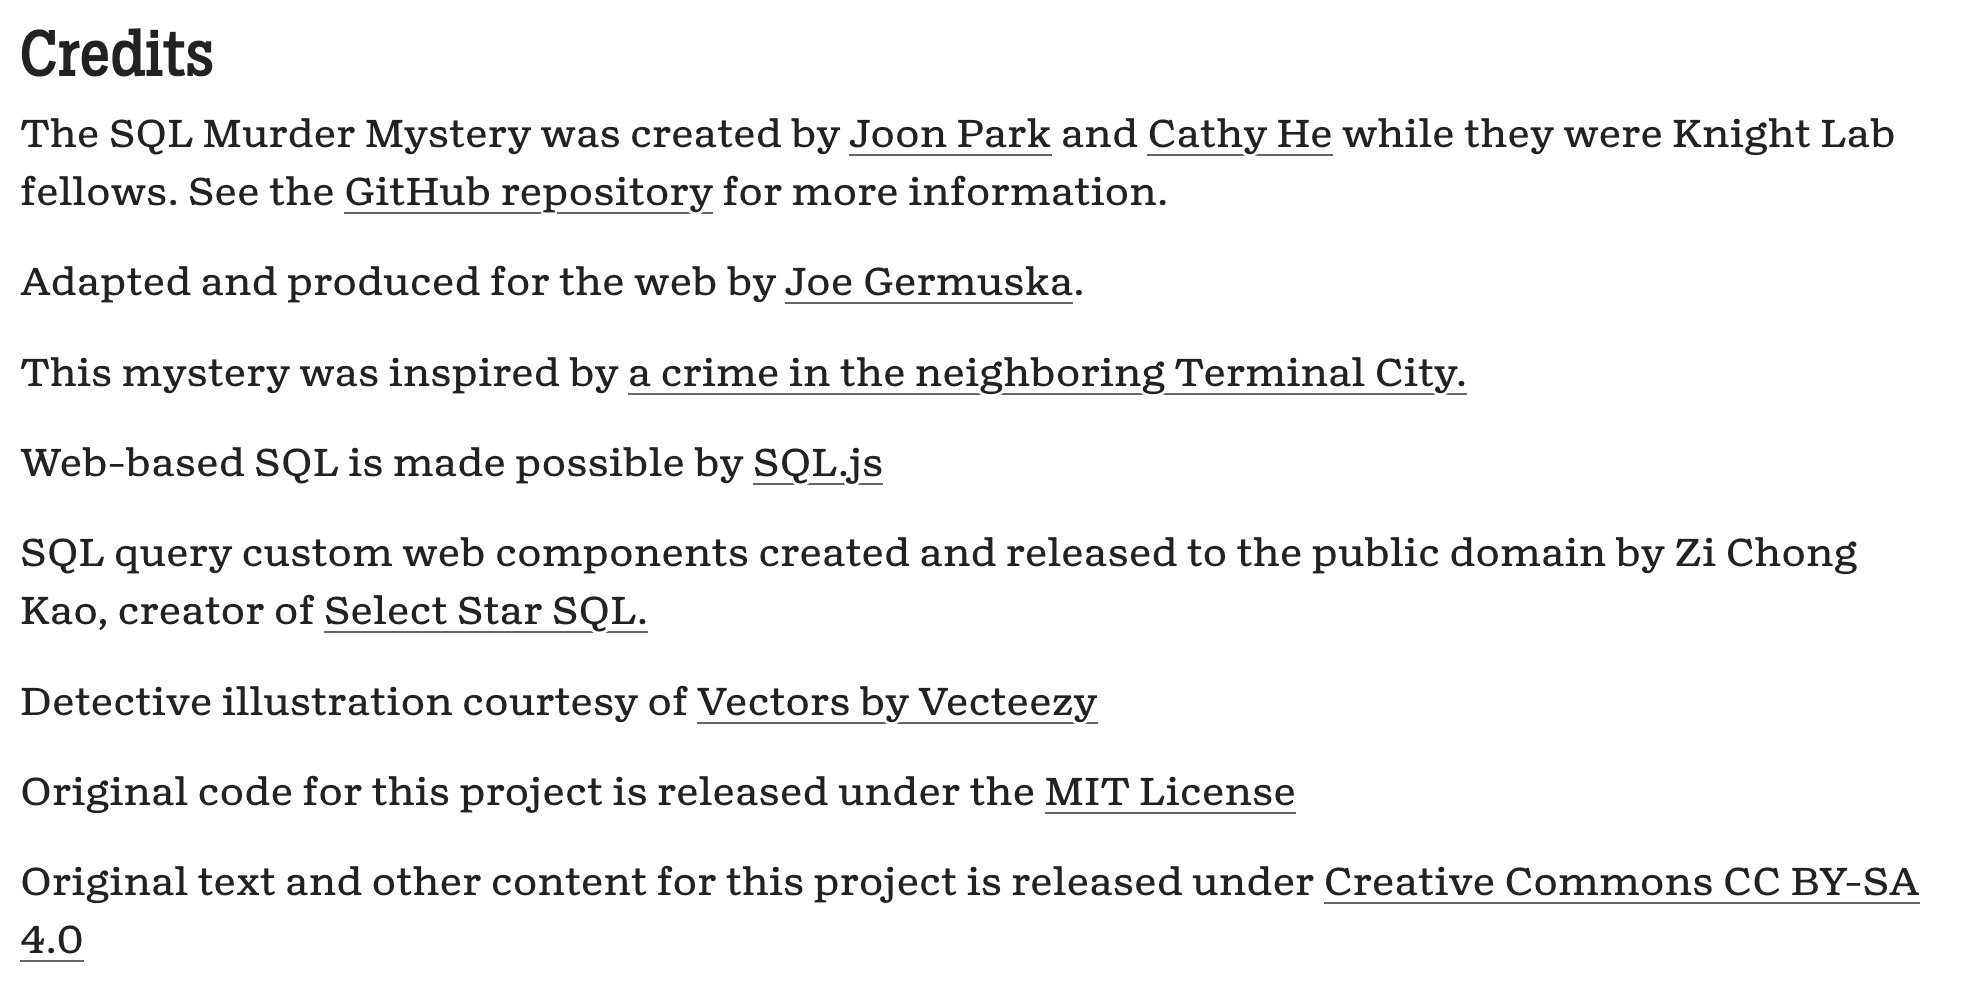 Credits
The SQL Murder Mystery was created by Joon Park and Cathy He while they were Knight Lab
fellows. See the GitHub repository for more information.
Adapted and produced for the web by Joe Germuska.
This mystery was inspired by a crime in the neighboring Terminal City.
Web-based SQL is made possible by SQL.js
SQL query custom web components created and released to the public domain by Zi Chong
Kao, creator of Select Star SQL.
Detective illustration courtesy of Vectors by Vecteezy
Original code for this project is released under the MIT License
Original text and other content for this project is released under Creative Commons CC BY-SA
4.0